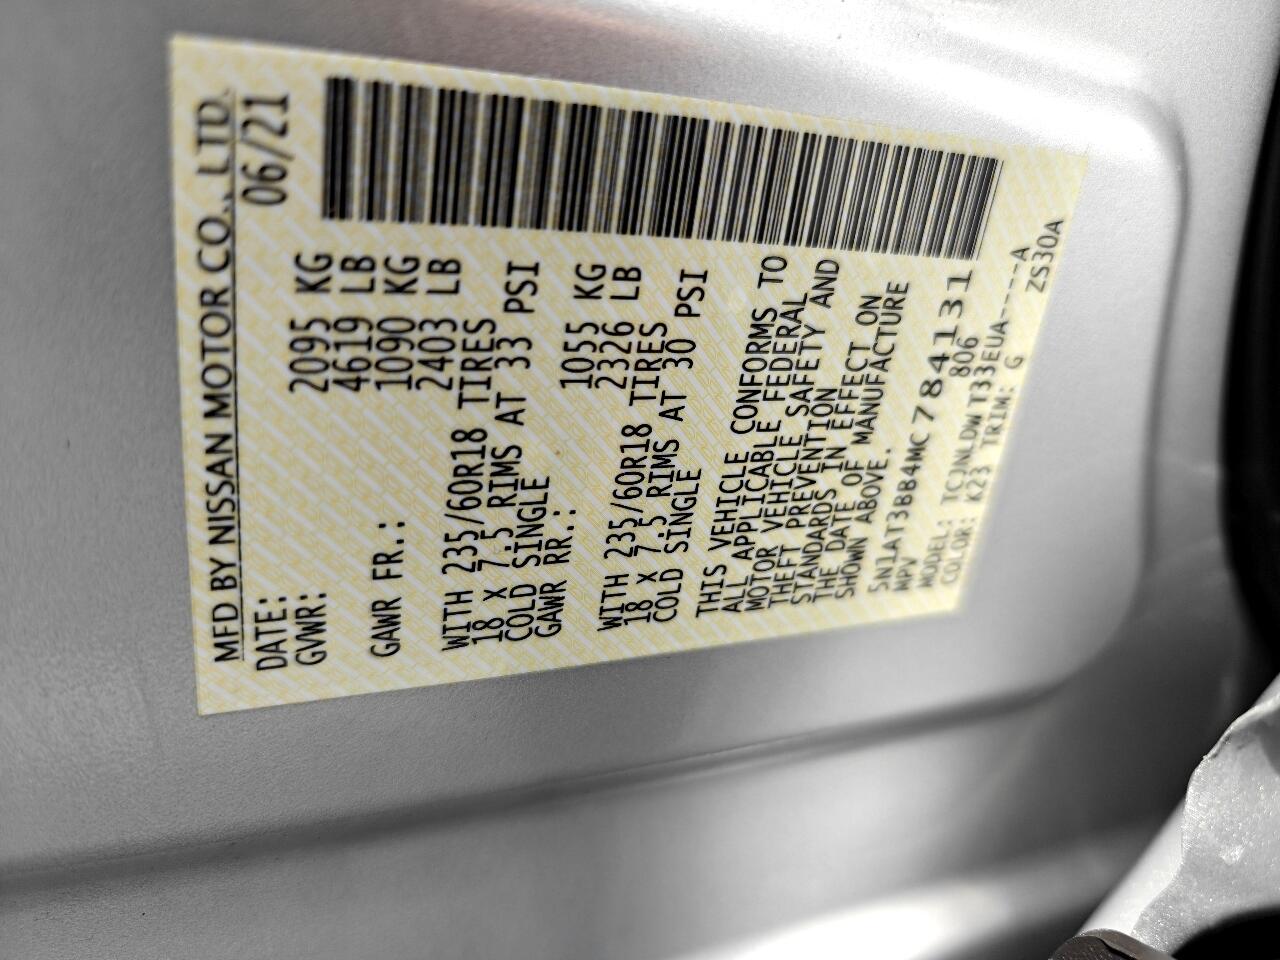 MFD BY NISSAN MOTOR CO., LTD.
DATE: 06/21
GVWR: 2095 KG
4619 LB
GAWR FR.: 1090 KG
2403 LB
WITH 235/60R18 TIRES
18 X 7.5 RIMS AT 33 PSI
COLD SINGLE
GAWR RR.: 1055 KG
2326 LB
WITH 235/60R18 TIRES
18 X 7.5 RIMS AT 30 PSI
COLD SINGLE
THIS VEHICLE CONFORMS TO
ALL APPLICABLE FEDERAL
MOTOR VEHICLE SAFETY AND
THEFT PREVENTION
STANDARDS IN EFFECT ON
THE DATE OF MANUFACTURE
SHOWN ABOVE.
5N1AT3BB4MC784131
MPV 806
MODEL: TCJNLDWT33EUA-----A
COLOR: K23 TRIM: G ZS30A